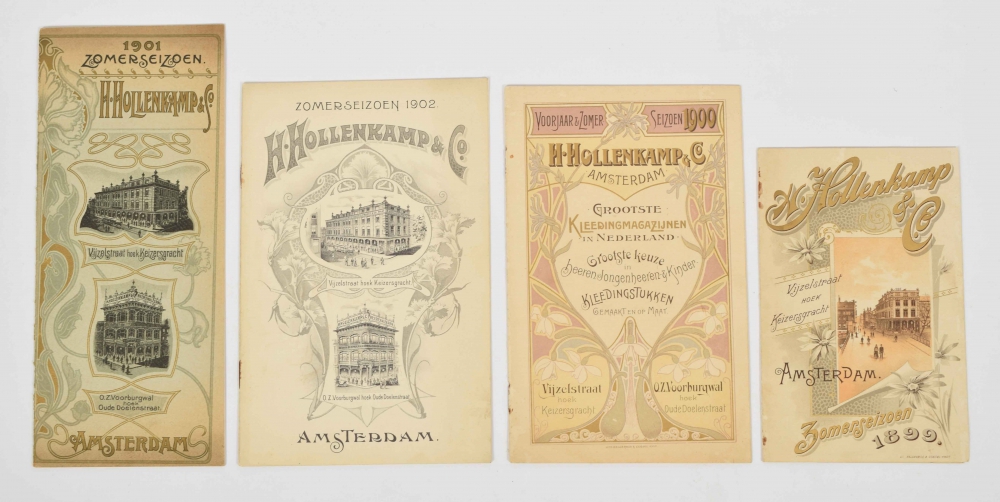 1901
ZOMERSEIZOEN.
H. HOLLENKAMP & Co.
Vijzelstraat hoek Keizersgracht
O.Z. Voorburgwal
hoek
Oude Doelenstraat.
AMSTERDAM
ZOMERSEIZOEN 1902.
H. HOLLENKAMP & Co
Vijzelstraat hoek Keizersgracht
O.Z. Voorburgwal hoek Oude Doelenstraat.
AMSTERDAM.
VOORJAAR & ZOMER SEIZOEN 1900
H. HOLLENKAMP & Co
AMSTERDAM
GROOTSTE
KLEEDINGMAGAZIJNEN
IN NEDERLAND
Grootste keuze
in
heeren-Jongenheeren & Kinder
KLEEDINGSTUKKEN
GEMAAKT EN OP MAAT.
Vijzelstraat
hoek
Keizersgracht
O.Z. Voorburgwal
hoek
Oude Doelenstraat
H. Hollenkamp
& Co
Vijzelstraat
HOEK
Keizersgracht
AMSTERDAM.
Zomerseizoen
1899.